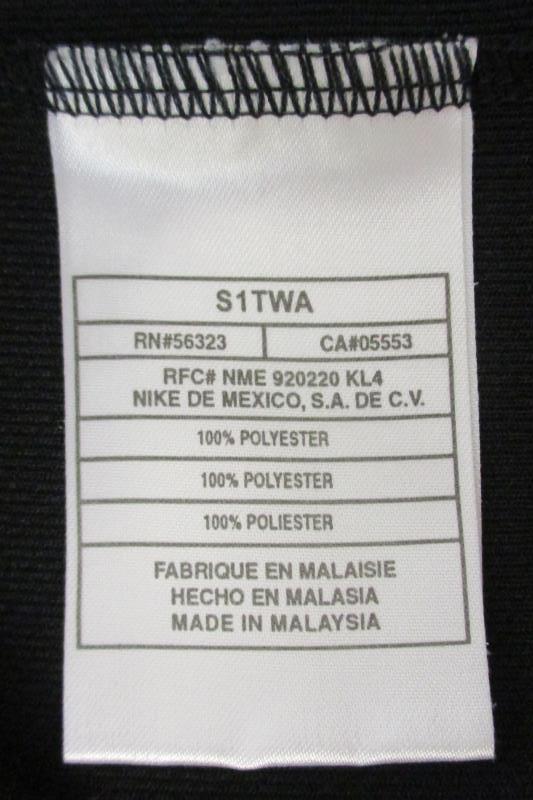 S1TWA
RN#56323 CA#05553
RFC# NME 920220 KL4
NIKE DE MEXICO, S.A. DE C.V.
100% POLYESTER
100% POLYESTER
100% POLIESTER
FABRIQUE EN MALAISIE
HECHO EN MALASIA
MADE IN MALAYSIA